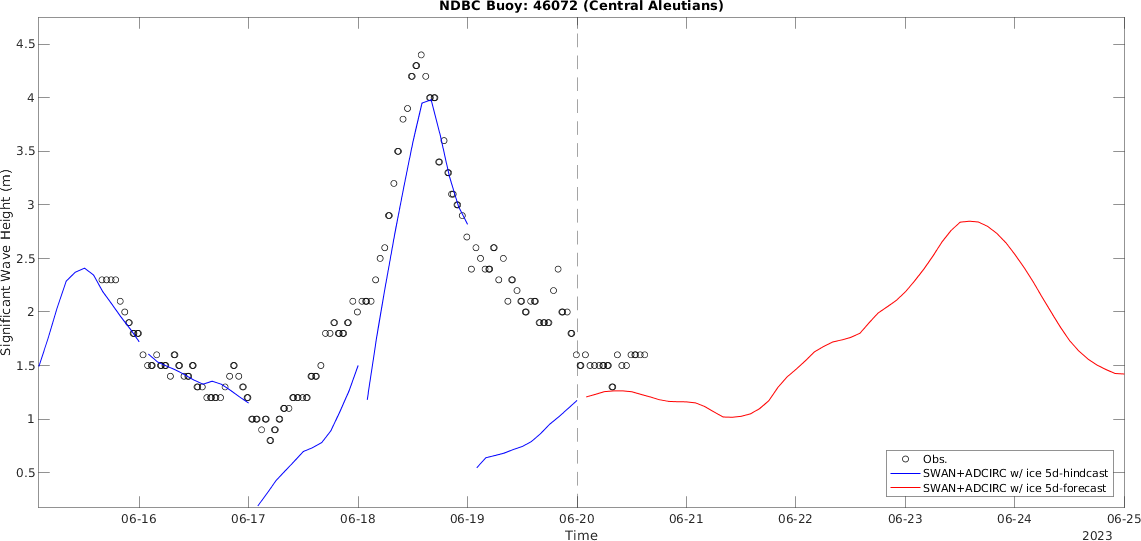 NDBC Buoy: 46072 (Central Aleutians)
Significant Wave Height (m)
4.5
4
3.5
3
2.5
2
1.5
1
0.5
Obs.
SWAN+ADCIRC w/ ice 5d-hindcast
SWAN+ADCIRC w/ ice 5d-forecast
06-16 06-17 06-18 06-19 06-20 06-21 06-22 06-23 06-24 06-25
Time
2023